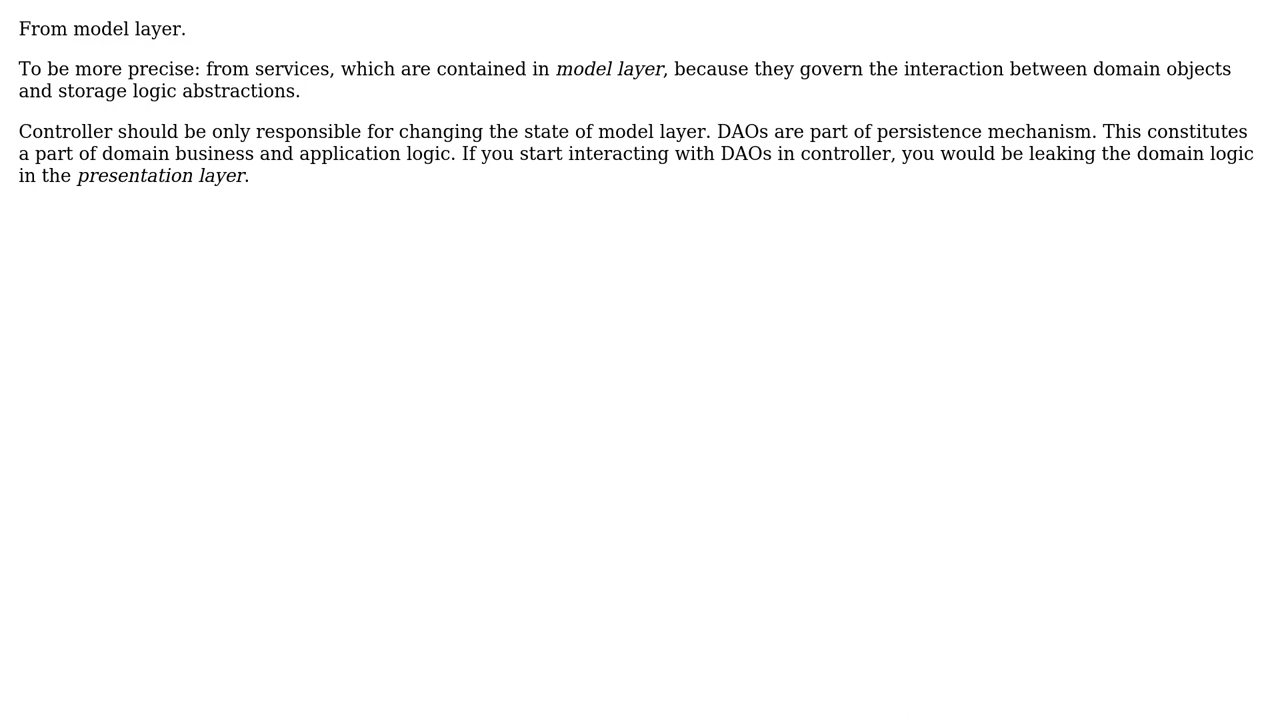 From model layer.
To be more precise: from services, which are contained in model layer, because they govern the interaction between domain objects
and storage logic abstractions.
Controller should be only responsible for changing the state of model layer. DAOs are part of persistence mechanism. This constitutes
a part of domain business and application logic. If you start interacting with DAOs in controller, you would be leaking the domain logic
in the presentation layer.